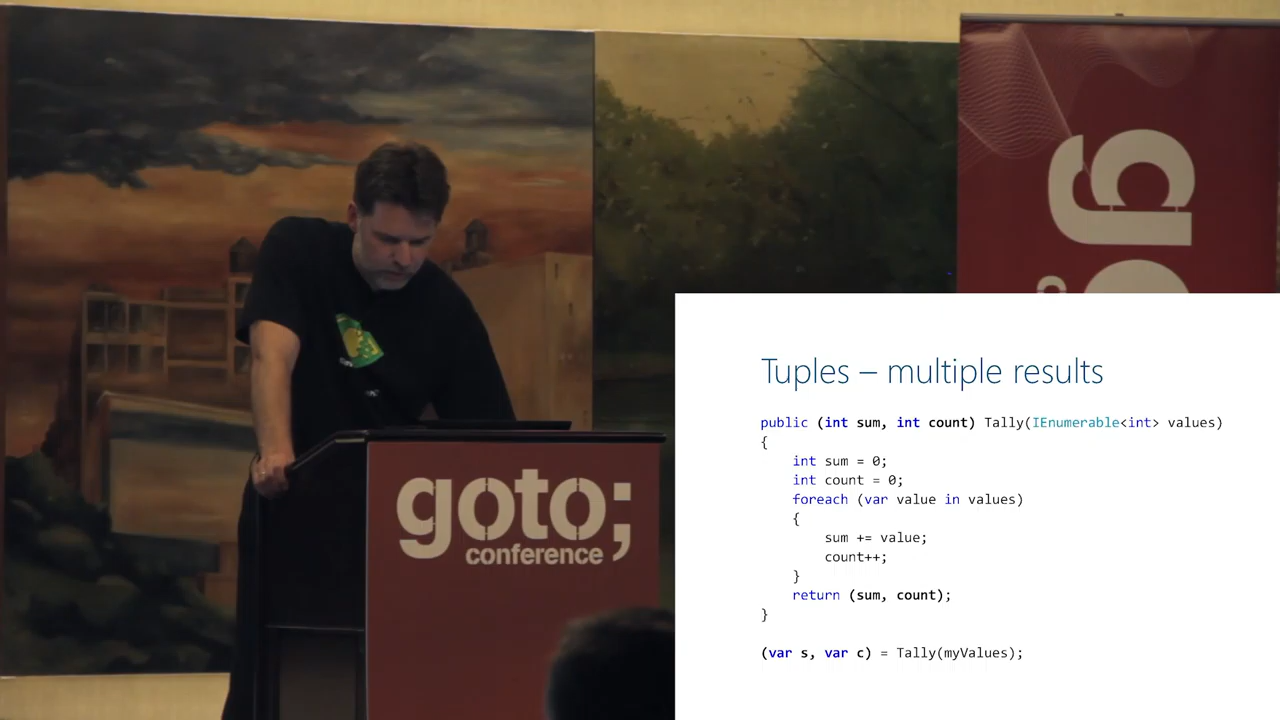 go
goto;
conference
Tuples – multiple results
public (int sum, int count) Tally(IEnumerable<int> values)
{
    int sum = 0;
    int count = 0;
    foreach (var value in values)
    {
        sum += value;
        count++;
    }
    return (sum, count);
}
(var s, var c) = Tally(myValues);